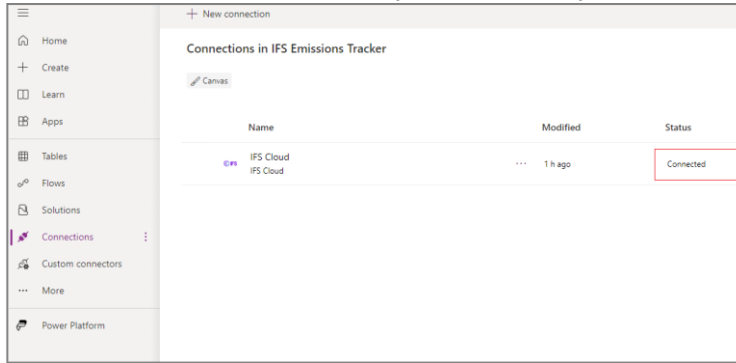 + New connection
Home
Connections in IFS Emissions Tracker
+ Create
Canvas
Learn
Apps
Name Modified Status
Tables
IFS Cloud
IFS
... 1 h ago Connected
IFS Cloud
Flows
Solutions
Connections
Custom connectors
... More
Power Platform